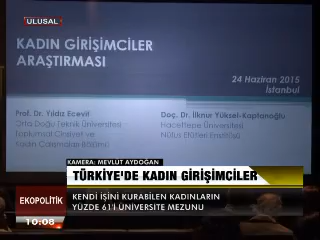 ULUSAL
KADIN GİRİŞİMCİLER
ARAŞTIRMASI
24 Haziran 2015
İstanbul
Prof. Dr. Yıldız Ecevit
Orta Doğu Teknik Üniversitesi
Toplumsal Cinsiyet ve
Kadın Çalışmaları Bölümü
Doç. Dr. İlknur Yüksel-Kaptanoğlu
Hacettepe Üniversitesi
Nüfus Etütleri Enstitüsü
KAMERA: MEVLÜT AYDOĞAN
TÜRKİYE'DE KADIN GİRİŞİMCİLER
EKOPOLİTİK
KENDİ İŞİNİ KURABİLEN KADINLARIN
YÜZDE 61'İ ÜNİVERSİTE MEZUNU
10:08